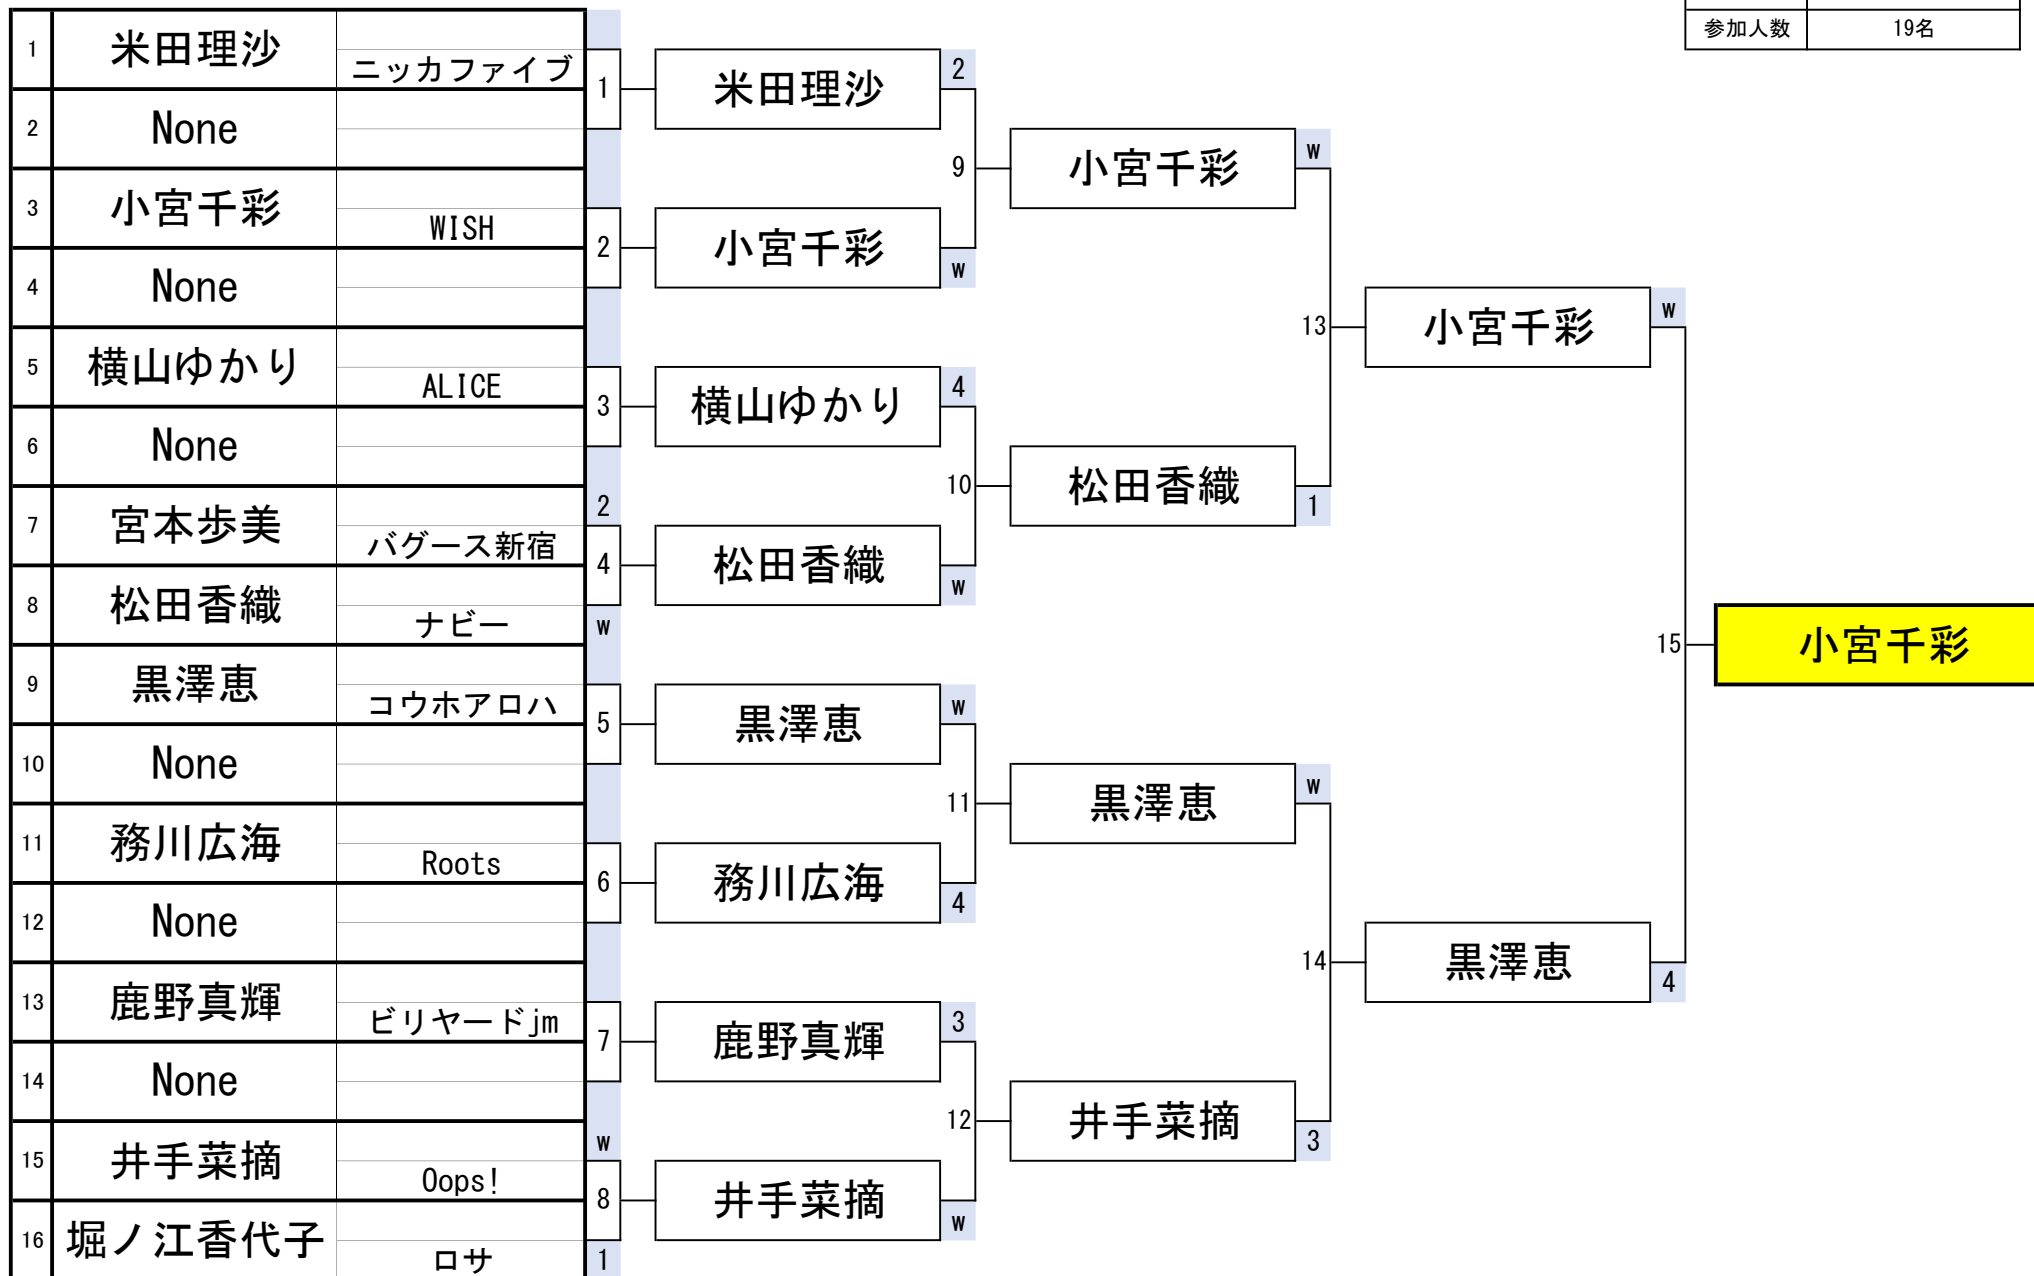 参加人数 19名
1 米田理沙 ニッカファイブ
2 None
3 小宮千彩 WISH
4 None
5 横山ゆかり ALICE
6 None
7 宮本歩美 バグース新宿 2
8 松田香織 ナビー w
9 黒澤恵 コウホアロハ
10 None
11 務川広海 Roots
12 None
13 鹿野真輝 ビリヤードjm
14 None
15 井手菜摘 Oops! w
16 堀ノ江香代子 ロサ 1
1 米田理沙 2
2 小宮千彩 w
3 横山ゆかり 4
4 松田香織 w
5 黒澤恵 w
6 務川広海 4
7 鹿野真輝 3
8 井手菜摘 w
9 小宮千彩 w
10 松田香織 1
11 黒澤恵 w
12 井手菜摘 3
13 小宮千彩 w
14 黒澤恵 4
15 小宮千彩